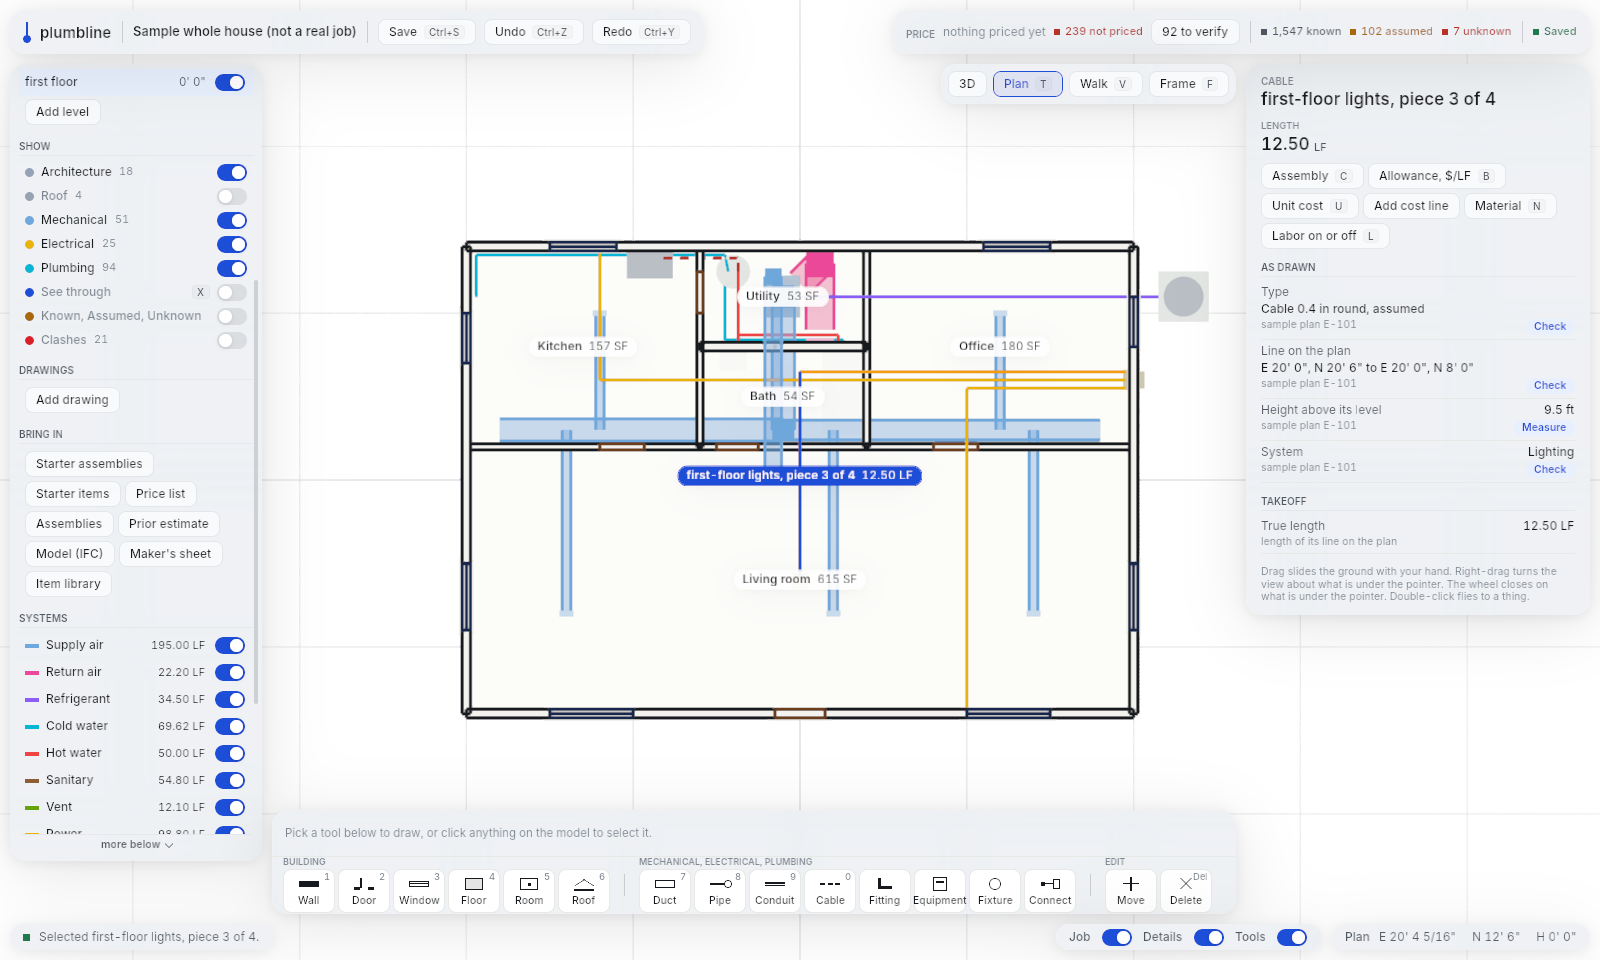 plumbline
Sample whole house (not a real job)
Save Ctrl+S
Undo Ctrl+Z
Redo Ctrl+Y
PRICE nothing priced yet 239 not priced 92 to verify 1,547 known 102 assumed 7 unknown Saved
3D Plan T Walk V Frame F
first floor 0' 0"
Add level
SHOW
Architecture 18
Roof 4
Mechanical 51
Electrical 25
Plumbing 94
See through X
Known, Assumed, Unknown
Clashes 21
DRAWINGS
Add drawing
BRING IN
Starter assemblies
Starter items Price list
Assemblies Prior estimate
Model (IFC) Maker's sheet
Item library
SYSTEMS
Supply air 195.00 LF
Return air 22.20 LF
Refrigerant 34.50 LF
Cold water 69.62 LF
Hot water 50.00 LF
Sanitary 54.80 LF
Vent 12.10 LF
Power 98.80 LF
more below
Utility 53 SF
Kitchen 157 SF
Office 180 SF
Bath 54 SF
first-floor lights, piece 3 of 4 12.50 LF
Living room 615 SF
CABLE
first-floor lights, piece 3 of 4
LENGTH
12.50 LF
Assembly C Allowance, $/LF B
Unit cost U Add cost line Material N
Labor on or off L
AS DRAWN
Type
Cable 0.4 in round, assumed
sample plan E-101 Check
Line on the plan
E 20' 0", N 20' 6" to E 20' 0", N 8' 0"
sample plan E-101 Check
Height above its level 9.5 ft
sample plan E-101 Measure
System Lighting
sample plan E-101 Check
TAKEOFF
True length 12.50 LF
length of its line on the plan
Drag slides the ground with your hand. Right-drag turns the
view about what is under the pointer. The wheel closes on
what is under the pointer. Double-click flies to a thing.
Pick a tool below to draw, or click anything on the model to select it.
BUILDING
1 Wall
2 Door
3 Window
4 Floor
5 Room
6 Roof
MECHANICAL, ELECTRICAL, PLUMBING
7 Duct
8 Pipe
9 Conduit
0 Cable
Fitting
Equipment
Fixture
Connect
EDIT
Move
Del Delete
Selected first-floor lights, piece 3 of 4.
Job Details Tools
Plan E 20' 4 5/16" N 12' 6" H 0' 0"